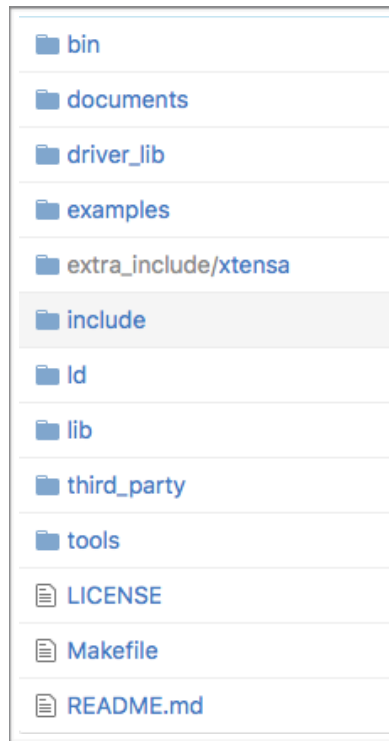 bin
documents
driver_lib
examples
extra_include/xtensa
include
ld
lib
third_party
tools
LICENSE
Makefile
README.md